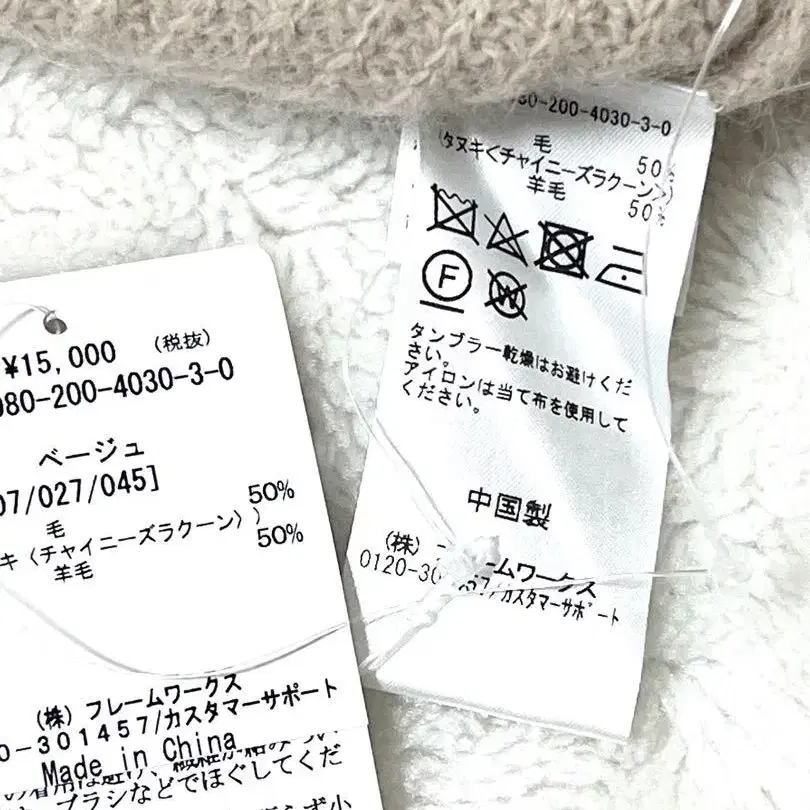 ¥15,000 (税抜)
080-200-4030-3-0
ベージュ
07/027/045]
毛 50%
キ〈チャイニーズラクーン〉)
羊毛 50%
(株) フレームワークス
0-301457/カスタマーサポート
Made in China
ブラシなどでほぐしてくだ
80-200-4030-3-0
毛 50%
(タヌキ〈チャイニーズラクーン〉)
羊毛 50%
F
W
タンブラー乾燥はお避けくだ
さい。
アイロンは当て布を使用して
ください。
中国製
(株) フレームワークス
0120-30 57/カスタマーサポート